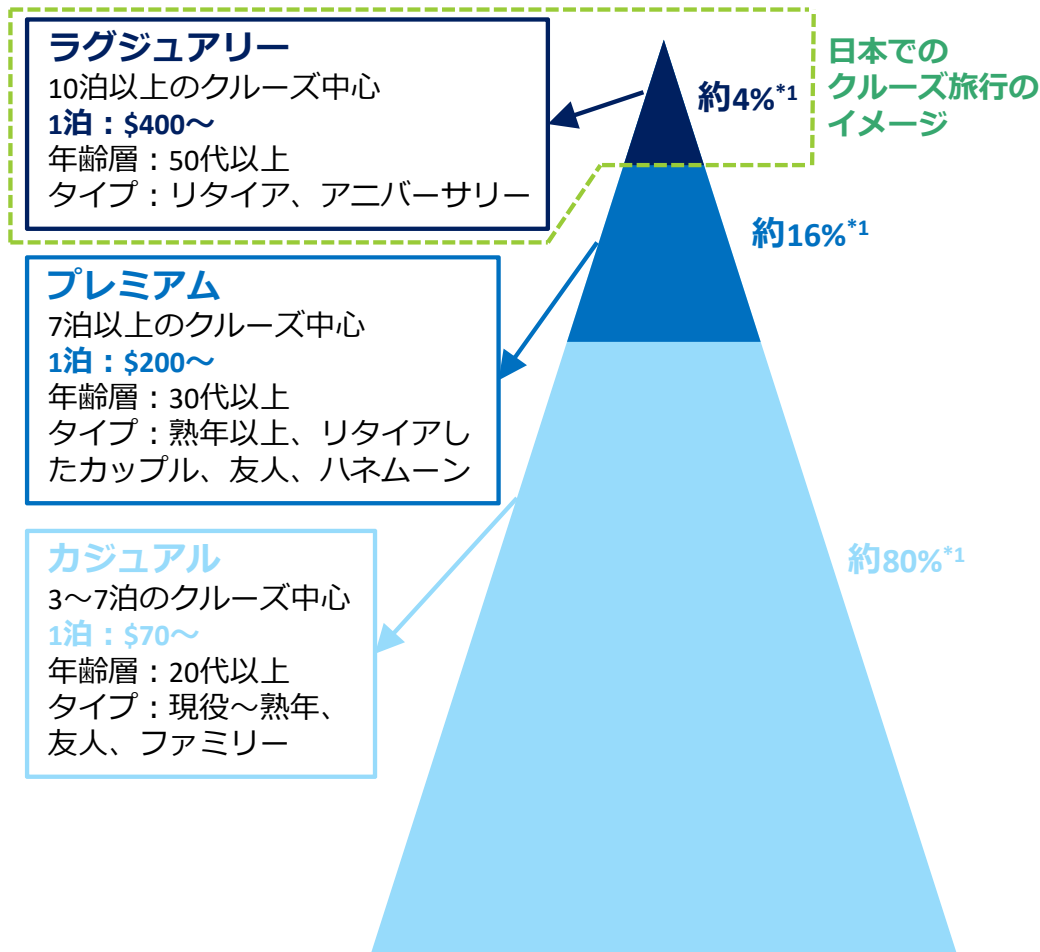 ラグジュアリー
10泊以上のクルーズ中心
1泊：$400～
年齢層：50代以上
タイプ：リタイア、アニバーサリー
約4%*1
日本での
クルーズ旅行の
イメージ
プレミアム
7泊以上のクルーズ中心
1泊：$200～
年齢層：30代以上
タイプ：熟年以上、リタイアし
たカップル、友人、ハネムーン
約16%*1
カジュアル
3～7泊のクルーズ中心
1泊：$70～
年齢層：20代以上
タイプ：現役～熟年、
友人、ファミリー
約80%*1